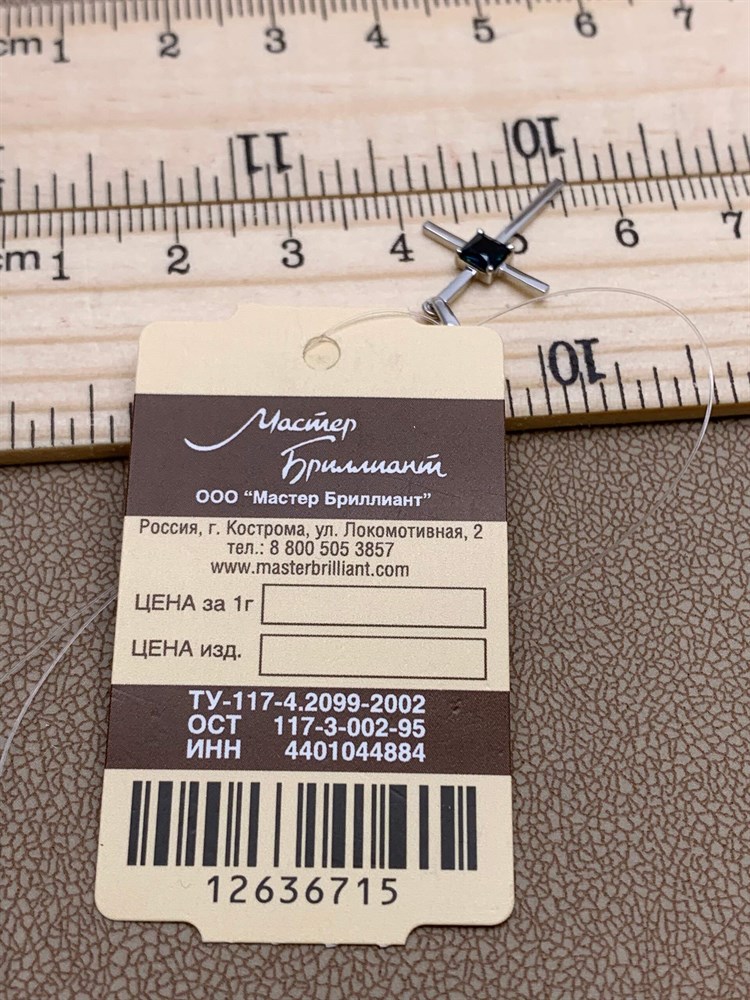 cm 1 2 3 4 5 6 7
11 10
cm 1 2 3 4 5 6 7
10
Мастер
Бриллиант
ООО “Мастер Бриллиант”
Россия, г. Кострома, ул. Локомотивная, 2
тел.: 8 800 505 3857
www.masterbrilliant.com
ЦЕНА за 1г
ЦЕНА изд.
ТУ-117-4.2099-2002
ОСТ 117-3-002-95
ИНН 4401044884
12636715